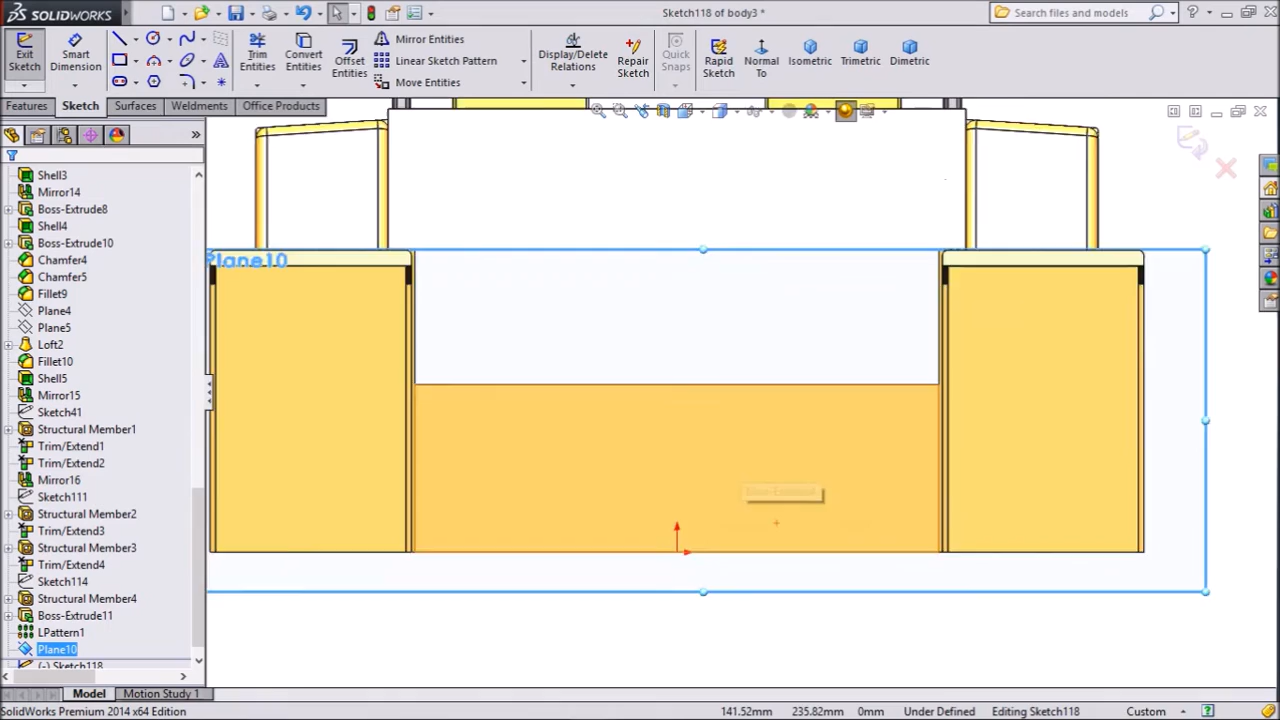 SOLIDWORKS
Sketch118 of body3 *
Search files and models
Exit Sketch
Smart Dimension
Trim Entities
Convert Entities
Offset Entities
Mirror Entities
Linear Sketch Pattern
Move Entities
Display/Delete Relations
Repair Sketch
Quick Snaps
Rapid Sketch
Normal To
Isometric
Trimetric
Dimetric
Features
Sketch
Surfaces
Weldments
Office Products
Shell3
Mirror14
Boss-Extrude8
Shell4
Boss-Extrude10
Chamfer4
Chamfer5
Fillet9
Plane4
Plane5
Loft2
Fillet10
Shell5
Mirror15
Sketch41
Structural Member1
Trim/Extend1
Trim/Extend2
Mirror16
Sketch111
Structural Member2
Trim/Extend3
Structural Member3
Trim/Extend4
Sketch114
Structural Member4
Boss-Extrude11
LPattern1
Plane10
(-) Sketch118
Plane10
Model
Motion Study 1
SolidWorks Premium 2014 x64 Edition
141.52mm
235.82mm
0mm
Under Defined
Editing Sketch118
Custom